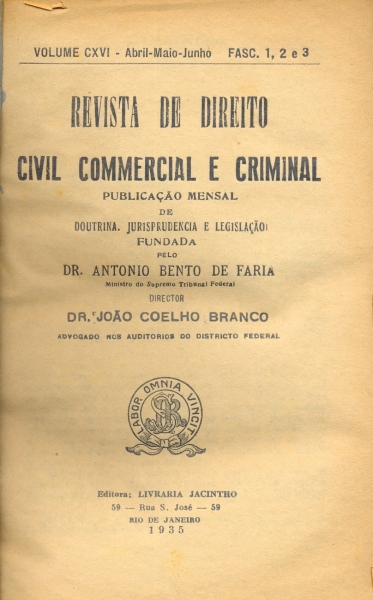 VOLUME CXVI - Abril-Maio-Junho FASC. 1, 2 e 3
REVISTA DE DIREITO
CIVIL COMMERCIAL E CRIMINAL
PUBLICAÇÃO MENSAL
DE
DOUTRINA. JURISPRUDENCIA E LEGISLAÇÃO:
FUNDADA
PELO
DR. ANTONIO BENTO DE FARIA
Ministro do Supremo Tribunal Federal
DIRECTOR
DR. JOÃO COELHO BRANCO
ADVOGADO NOS AUDITORIOS DO DISTRICTO FEDERAL
LABOR OMNIA VINCIT
Editora; LIVRARIA JACINTHO
59 — Rua S. José — 59
RIO DE JANEIRO
1935